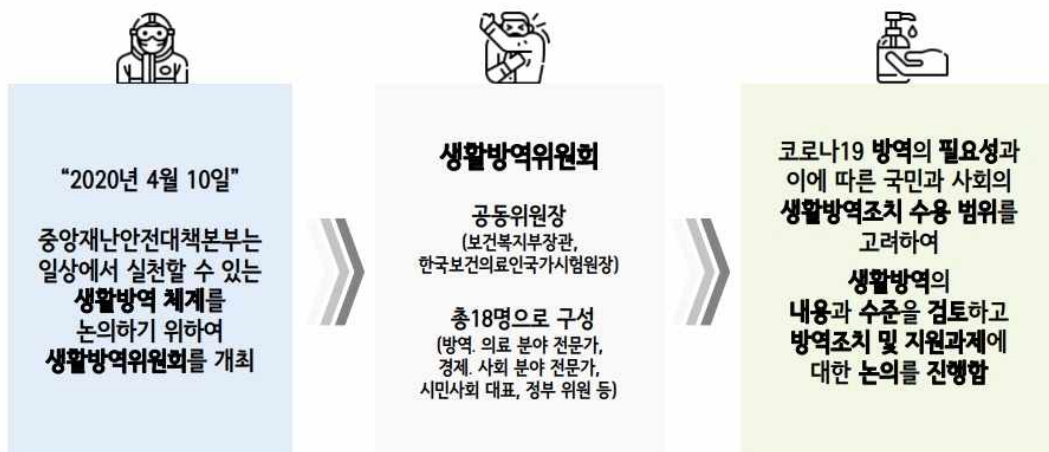 “2020년 4월 10일”
중앙재난안전대책본부는
일상에서 실천할 수 있는
생활방역 체계를
논의하기 위하여
생활방역위원회를 개최
생활방역위원회
공동위원장
(보건복지부장관,
한국보건의료인국가시험원장)
총18명으로 구성
(방역. 의료 분야 전문가,
경제. 사회 분야 전문가,
시민사회 대표, 정부 위원 등)
코로나19 방역의 필요성과
이에 따른 국민과 사회의
생활방역조치 수용 범위를
고려하여
생활방역의
내용과 수준을 검토하고
방역조치 및 지원과제에
대한 논의를 진행함